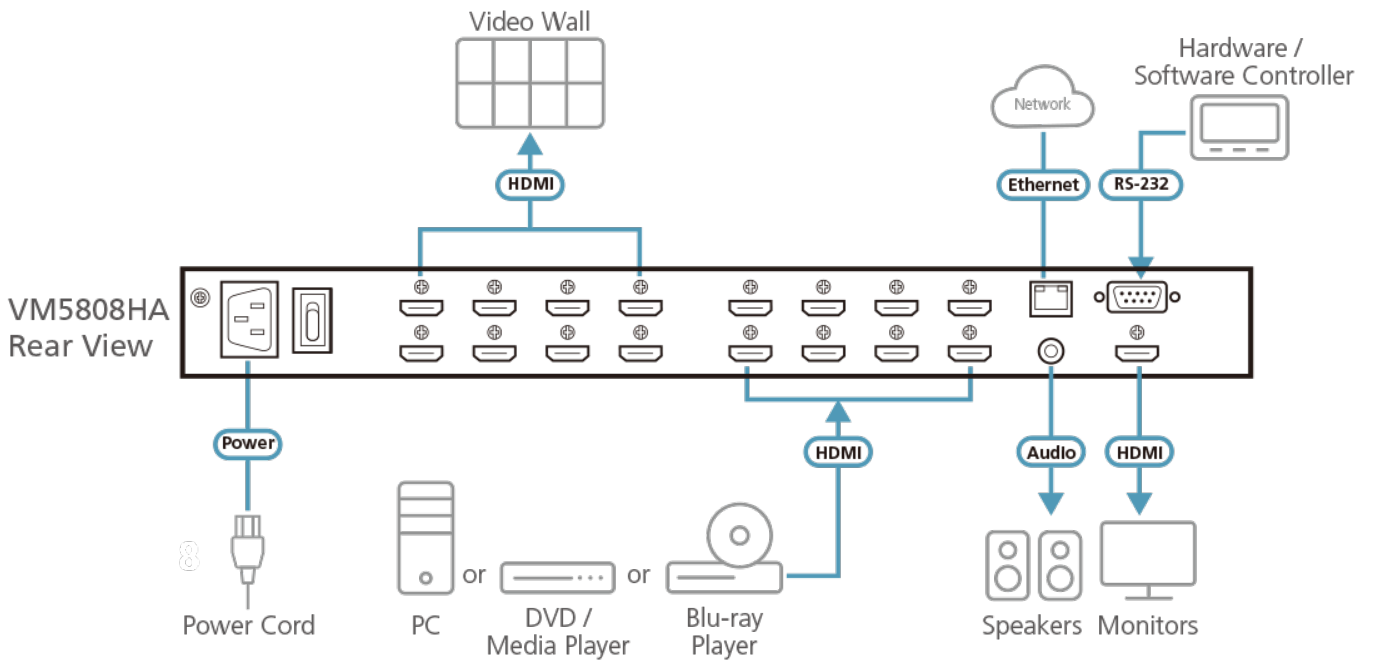 Video Wall
Hardware /
Software Controller
Network
HDMI
Ethernet
RS-232
VM5808HA
Rear View
Power
HDMI
Audio
HDMI
8
or
or
Power Cord
PC
DVD /
Media Player
Blu-ray
Player
Speakers
Monitors